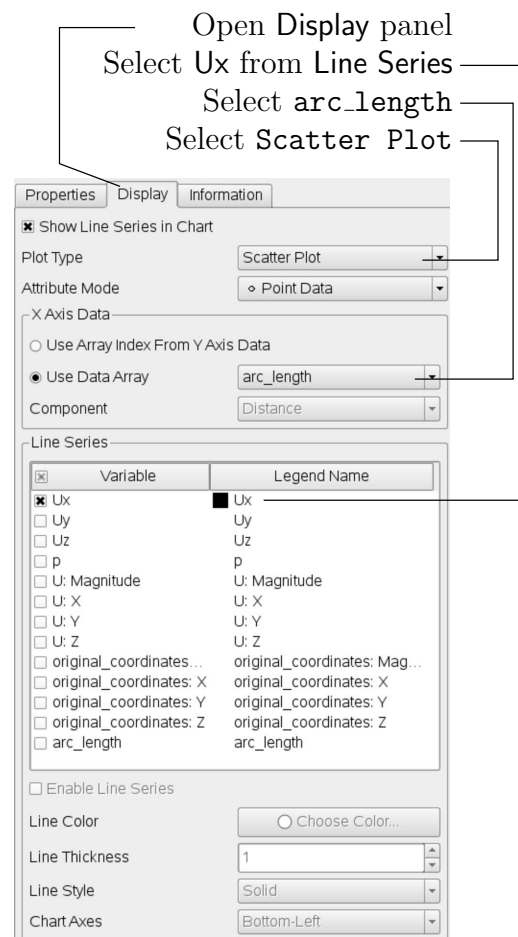 Open Display panel
Select Ux from Line Series
Select arc_length
Select Scatter Plot
Properties Display Information
Show Line Series in Chart
Plot Type Scatter Plot
Attribute Mode Point Data
X Axis Data
Use Array Index From Y Axis Data
Use Data Array arc_length
Component Distance
Line Series
Variable Legend Name
Ux Ux
Uy Uy
Uz Uz
p p
U: Magnitude U: Magnitude
U: X U: X
U: Y U: Y
U: Z U: Z
original_coordinates... original_coordinates: Mag...
original_coordinates: X original_coordinates: X
original_coordinates: Y original_coordinates: Y
original_coordinates: Z original_coordinates: Z
arc_length arc_length
Enable Line Series
Line Color Choose Color...
Line Thickness 1
Line Style Solid
Chart Axes Bottom-Left